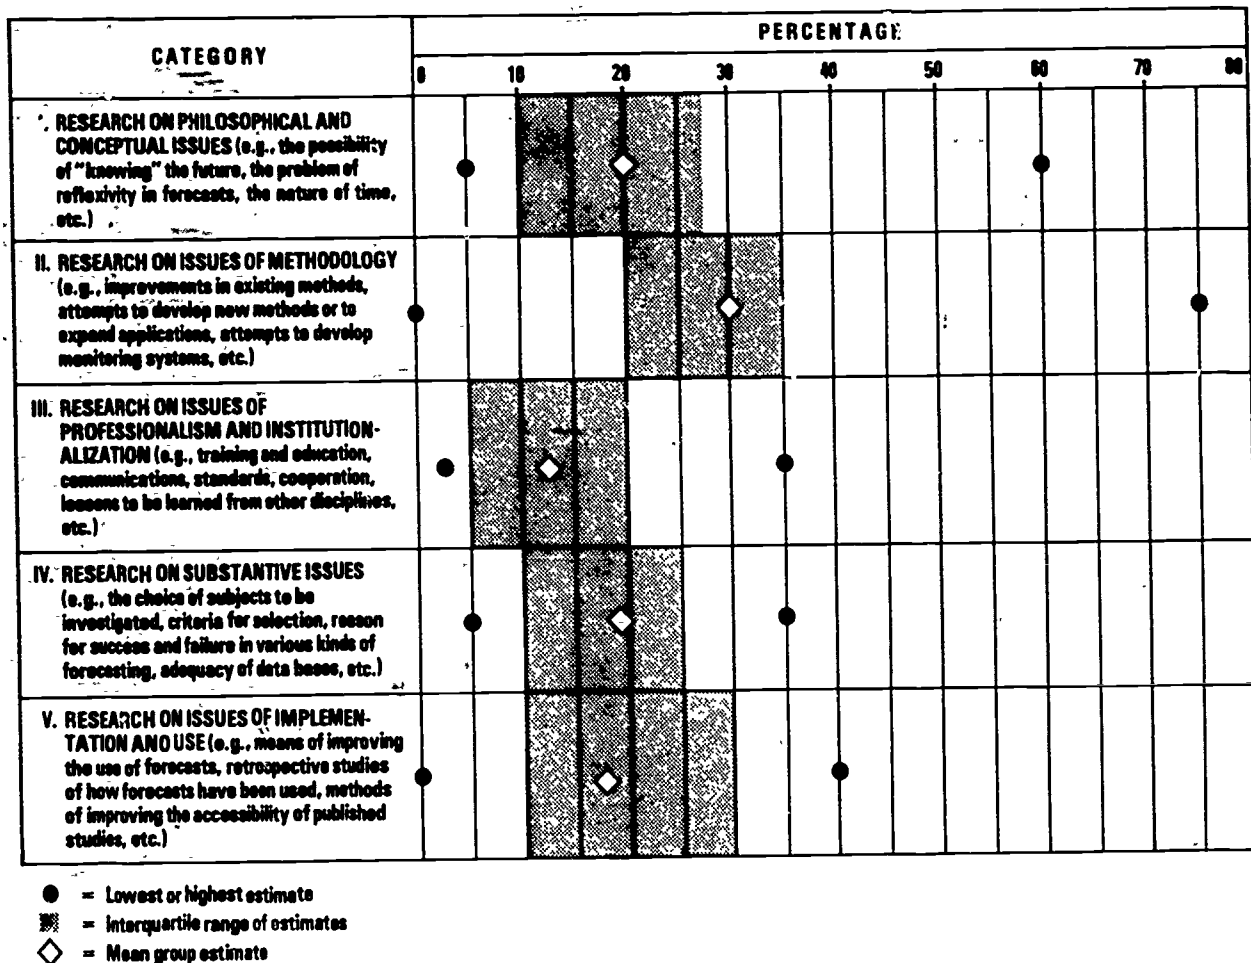 CATEGORY
PERCENTAGE
0 10 20 30 40 50 60 70 80
. RESEARCH ON PHILOSOPHICAL AND
CONCEPTUAL ISSUES (e.g., the possibility
of "knowing" the future, the problem of
reflexivity in forecasts, the nature of time,
etc.)
II. RESEARCH ON ISSUES OF METHODOLOGY
(e.g., improvements in existing methods,
attempts to develop new methods or to
expand applications, attempts to develop
monitoring systems, etc.)
III. RESEARCH ON ISSUES OF
PROFESSIONALISM AND INSTITUTION-
ALIZATION (e.g., training and education,
communications, standards, cooperation,
lessons to be learned from other disciplines,
etc.)
IV. RESEARCH ON SUBSTANTIVE ISSUES
(e.g., the choice of subjects to be
investigated, criteria for selection, reason
for success and failure in various kinds of
forecasting, adequacy of data bases, etc.)
V. RESEARCH ON ISSUES OF IMPLEMEN-
TATION AND USE (e.g., means of improving
the use of forecasts, retrospective studies
of how forecasts have been used, methods
of improving the accessibility of published
studies, etc.)
● = Lowest or highest estimate
= Interquartile range of estimates
◇ = Mean group estimate